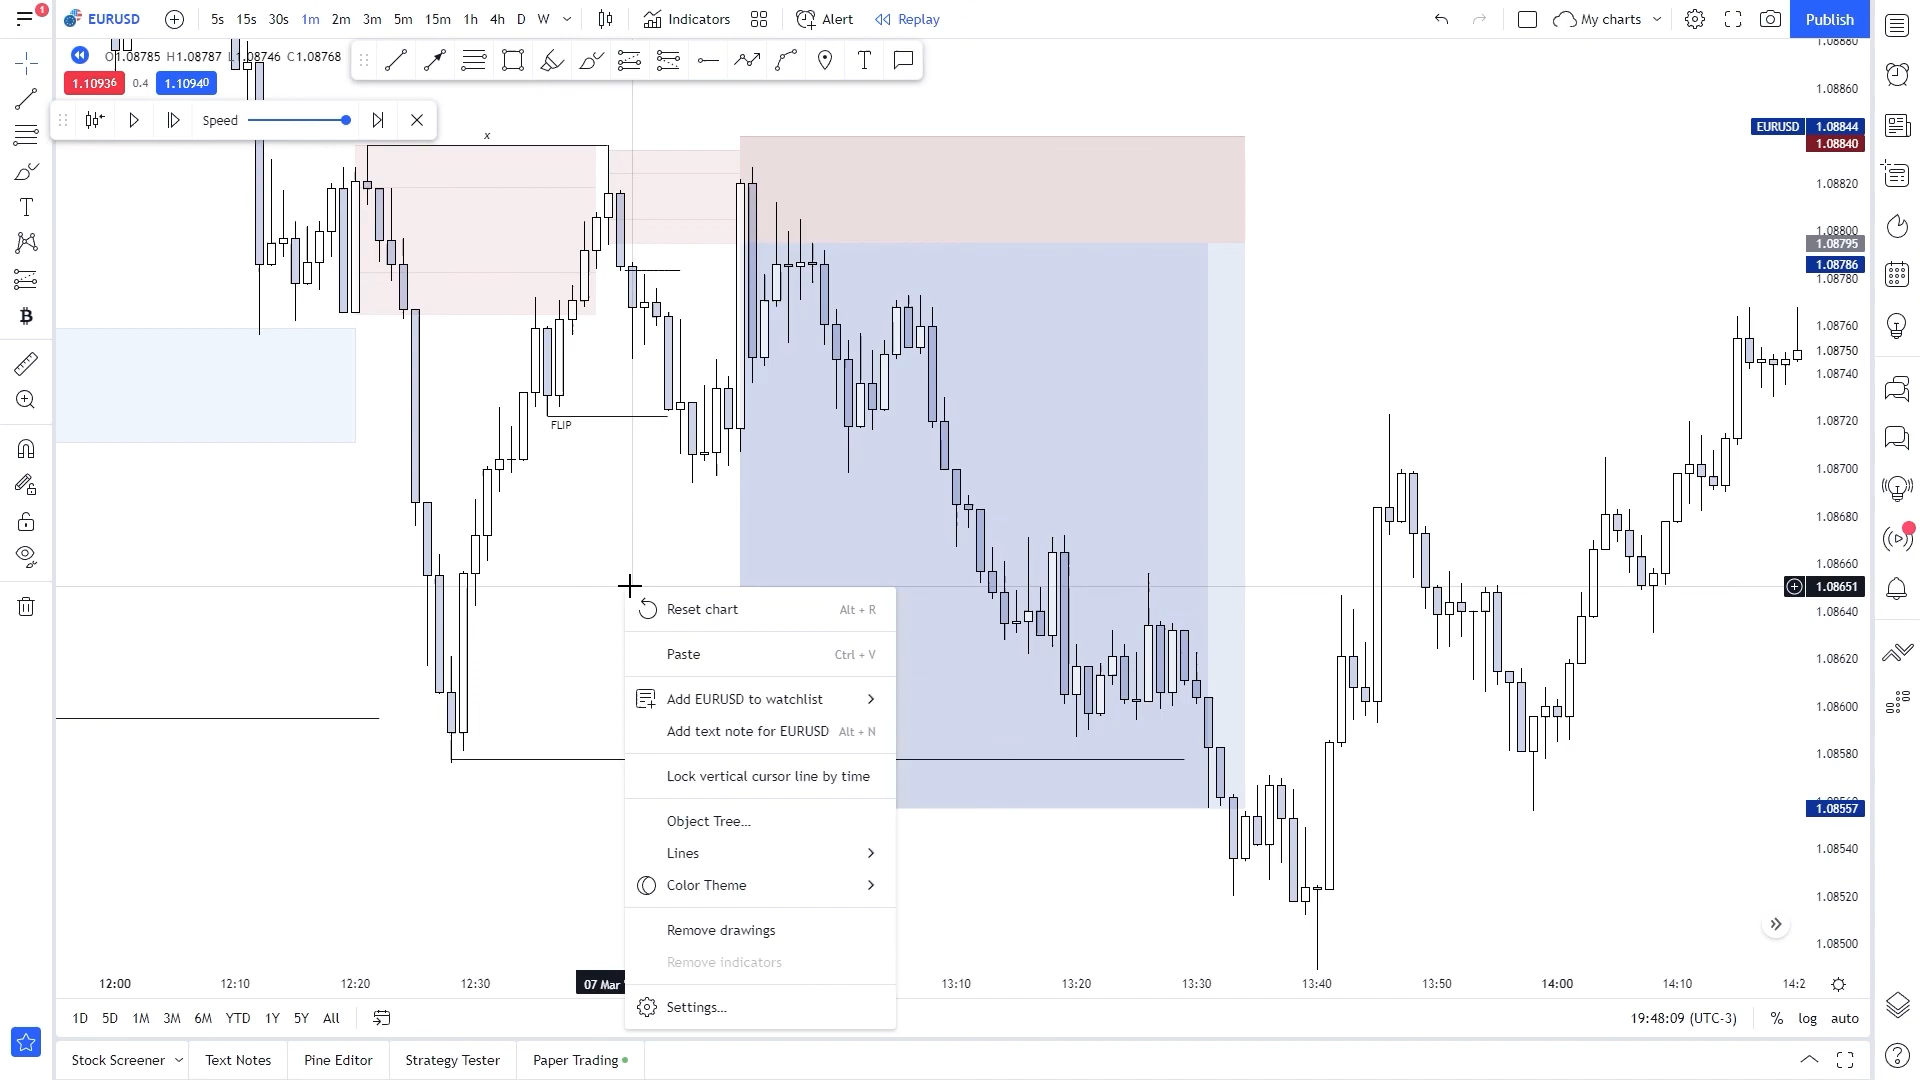 1
EURUSD
5s 15s 30s 1m 2m 3m 5m 15m 1h 4h D W
Indicators
Alert
Replay
My charts
Publish
O1.08785 H1.08787 L1.08746 C1.08768
1.10936 0.4 1.10940
Speed
x
FLIP
1.08880
1.08860
EURUSD 1.08844
1.08840
1.08820
1.08800
1.08795
1.08786
1.08780
1.08760
1.08750
1.08740
1.08720
1.08700
1.08680
1.08660
1.08651
1.08640
1.08620
1.08600
1.08580
1.08557
1.08540
1.08520
1.08500
Reset chart Alt + R
Paste Ctrl + V
Add EURUSD to watchlist
Add text note for EURUSD Alt + N
Lock vertical cursor line by time
Object Tree...
Lines
Color Theme
Remove drawings
Remove indicators
Settings...
12:00 12:10 12:20 12:30 07 Mar 13:10 13:20 13:30 13:40 13:50 14:00 14:10 14:2
1D 5D 1M 3M 6M YTD 1Y 5Y All
19:48:09 (UTC-3) % log auto
Stock Screener Text Notes Pine Editor Strategy Tester Paper Trading